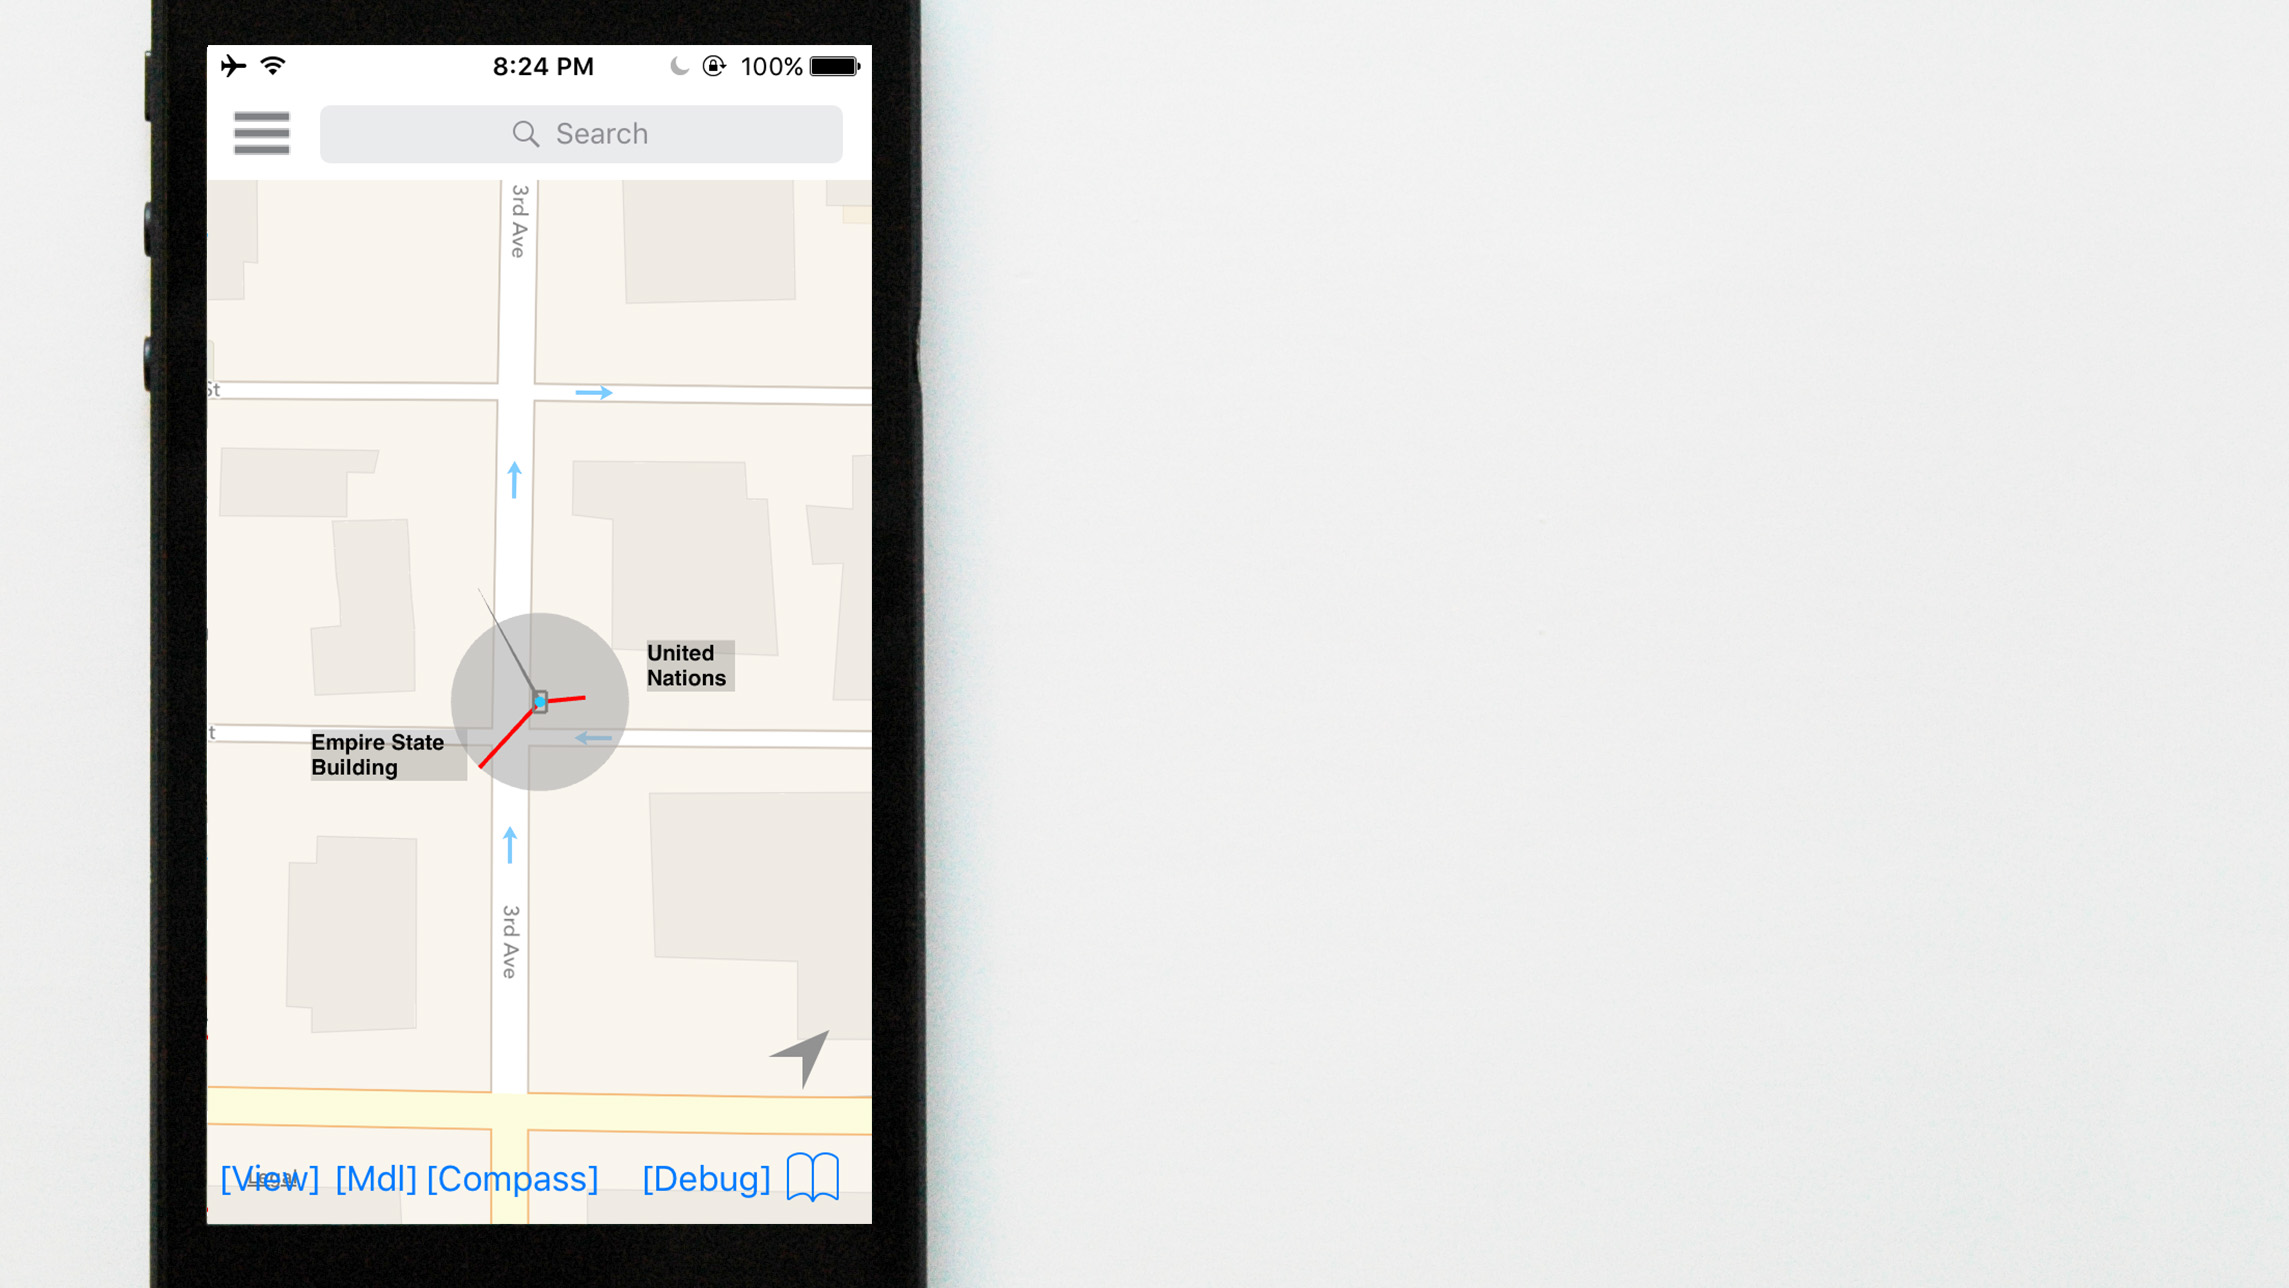 8:24 PM
100%
Search
3rd Ave
St
United
Nations
t
Empire State
Building
3rd Ave
[View] [Mdl] [Compass] [Debug]
Legal